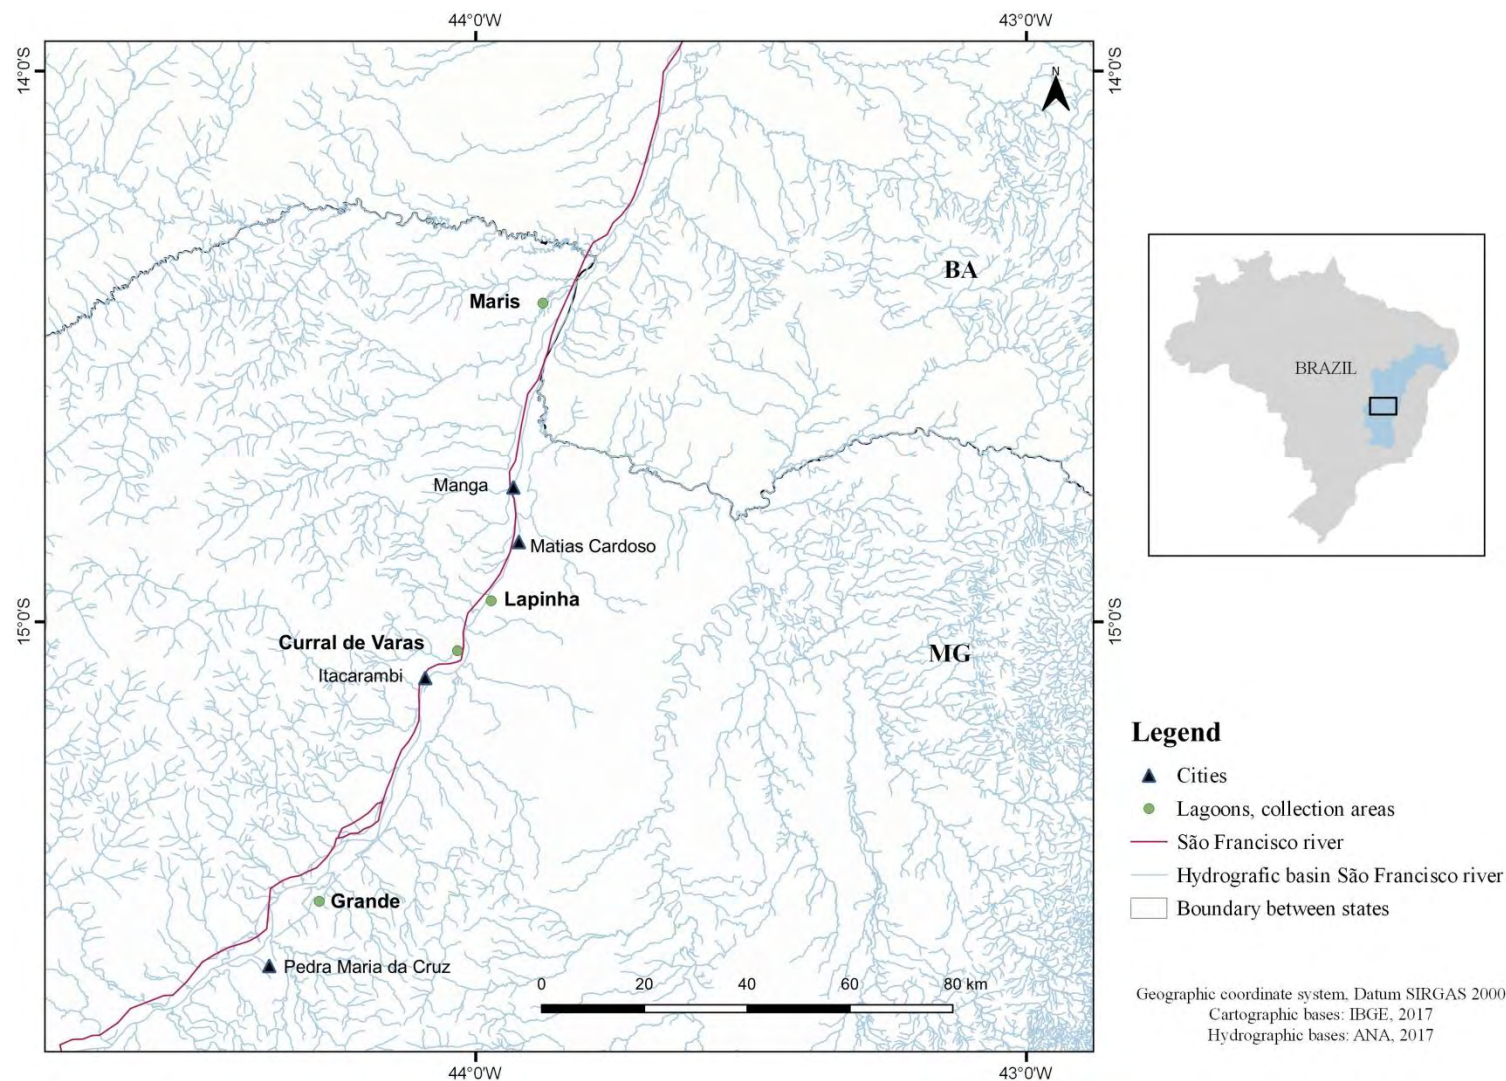 44°0'W 43°0'W
14°0'S 14°0'S
N
BA
Maris
BRAZIL
Manga
Matias Cardoso
Lapinha
15°0'S 15°0'S
Curral de Varas
MG
Itacarambi
Legend
Cities
Lagoons, collection areas
São Francisco river
Hydrografic basin São Francisco river
Boundary between states
Grande
Pedra Maria da Cruz
0 20 40 60 80 km
Geographic coordinate system, Datum SIRGAS 2000
Cartographic bases: IBGE, 2017
Hydrographic bases: ANA, 2017
44°0'W 43°0'W